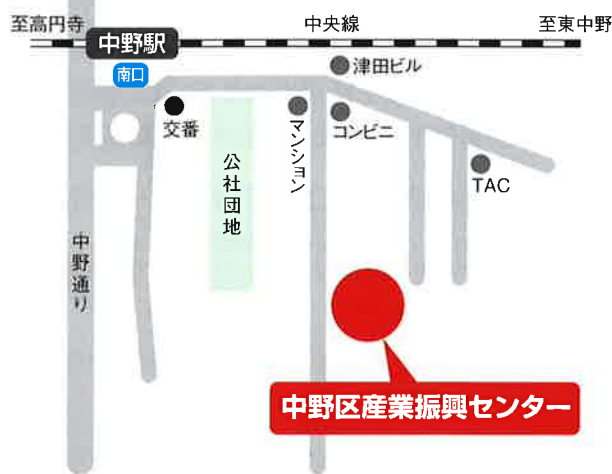 至高円寺
中央線
至東中野
中野駅
南口
津田ビル
交番
マンション
コンビニ
公社団地
TAC
中野通り
中野区産業振興センター